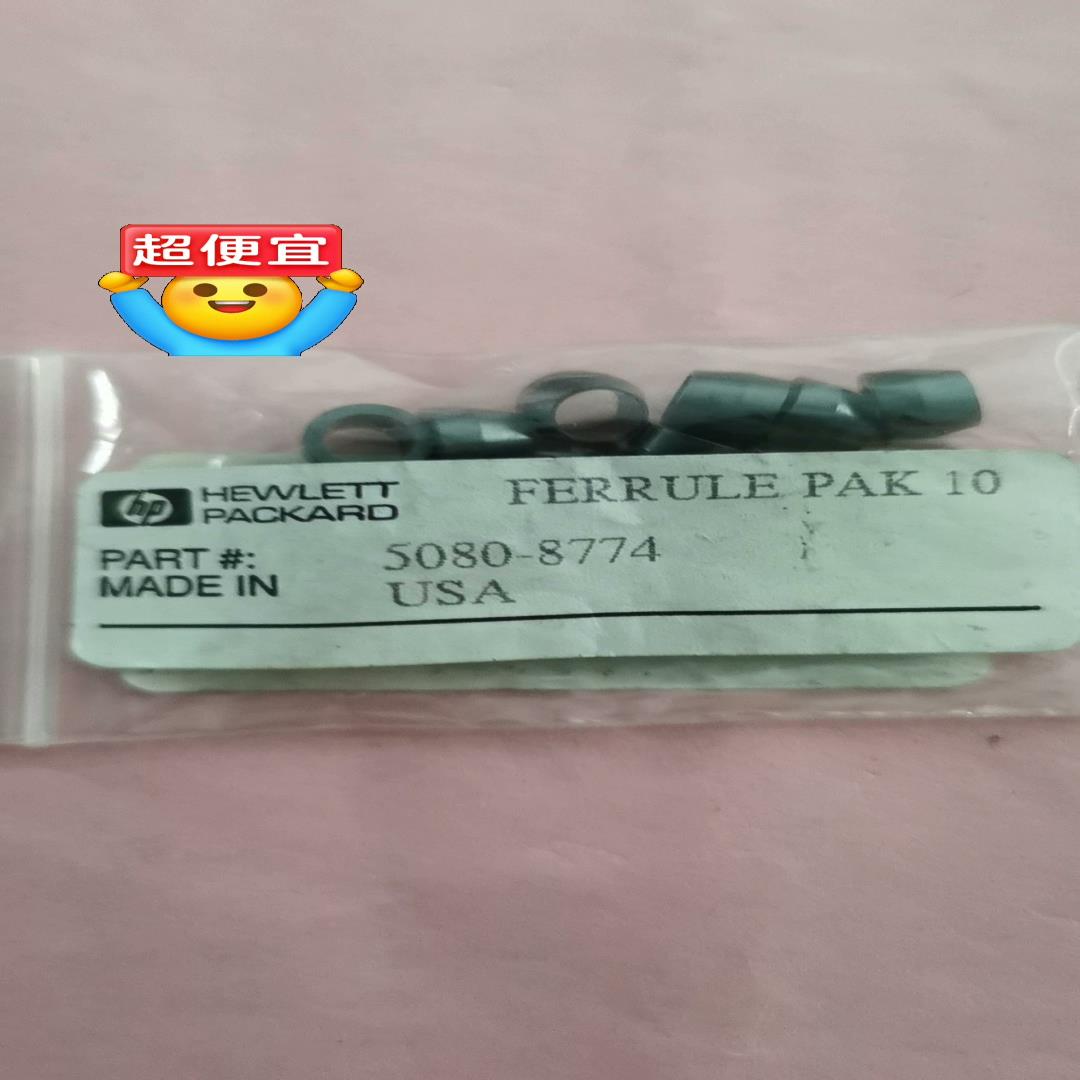 超便宜
hp HEWLETT PACKARD
FERRULE PAK 10
PART #: 5080-8774
MADE IN USA